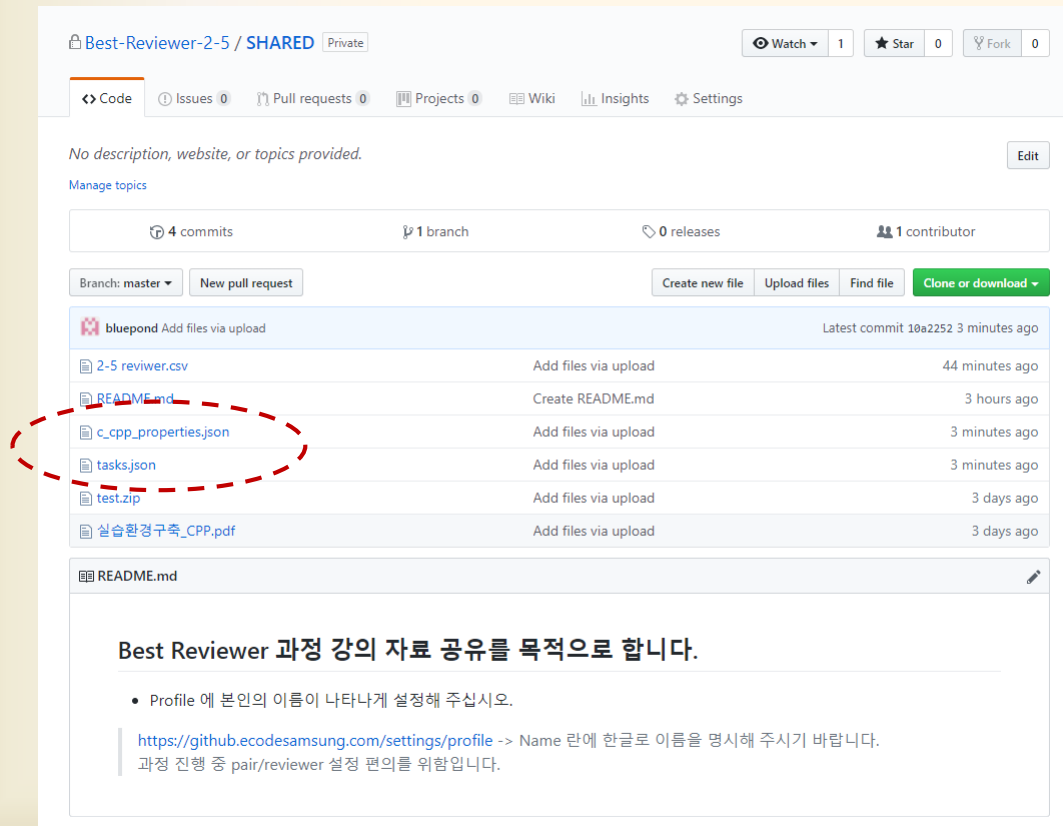 Best-Reviewer-2-5 / SHARED Private
Watch 1 Star 0 Fork 0
Code Issues 0 Pull requests 0 Projects 0 Wiki Insights Settings
No description, website, or topics provided. Edit
Manage topics
4 commits 1 branch 0 releases 1 contributor
Branch: master New pull request Create new file Upload files Find file Clone or download
bluepond Add files via upload Latest commit 10a2252 3 minutes ago
2-5 reviwer.csv Add files via upload 44 minutes ago
README.md Create README.md 3 hours ago
c_cpp_properties.json Add files via upload 3 minutes ago
tasks.json Add files via upload 3 minutes ago
test.zip Add files via upload 3 days ago
실습환경구축_CPP.pdf Add files via upload 3 days ago
README.md
Best Reviewer 과정 강의 자료 공유를 목적으로 합니다.
• Profile 에 본인의 이름이 나타나게 설정해 주십시오.
https://github.ecodesamsung.com/settings/profile -> Name 란에 한글로 이름을 명시해 주시기 바랍니다.
과정 진행 중 pair/reviewer 설정 편의를 위함입니다.